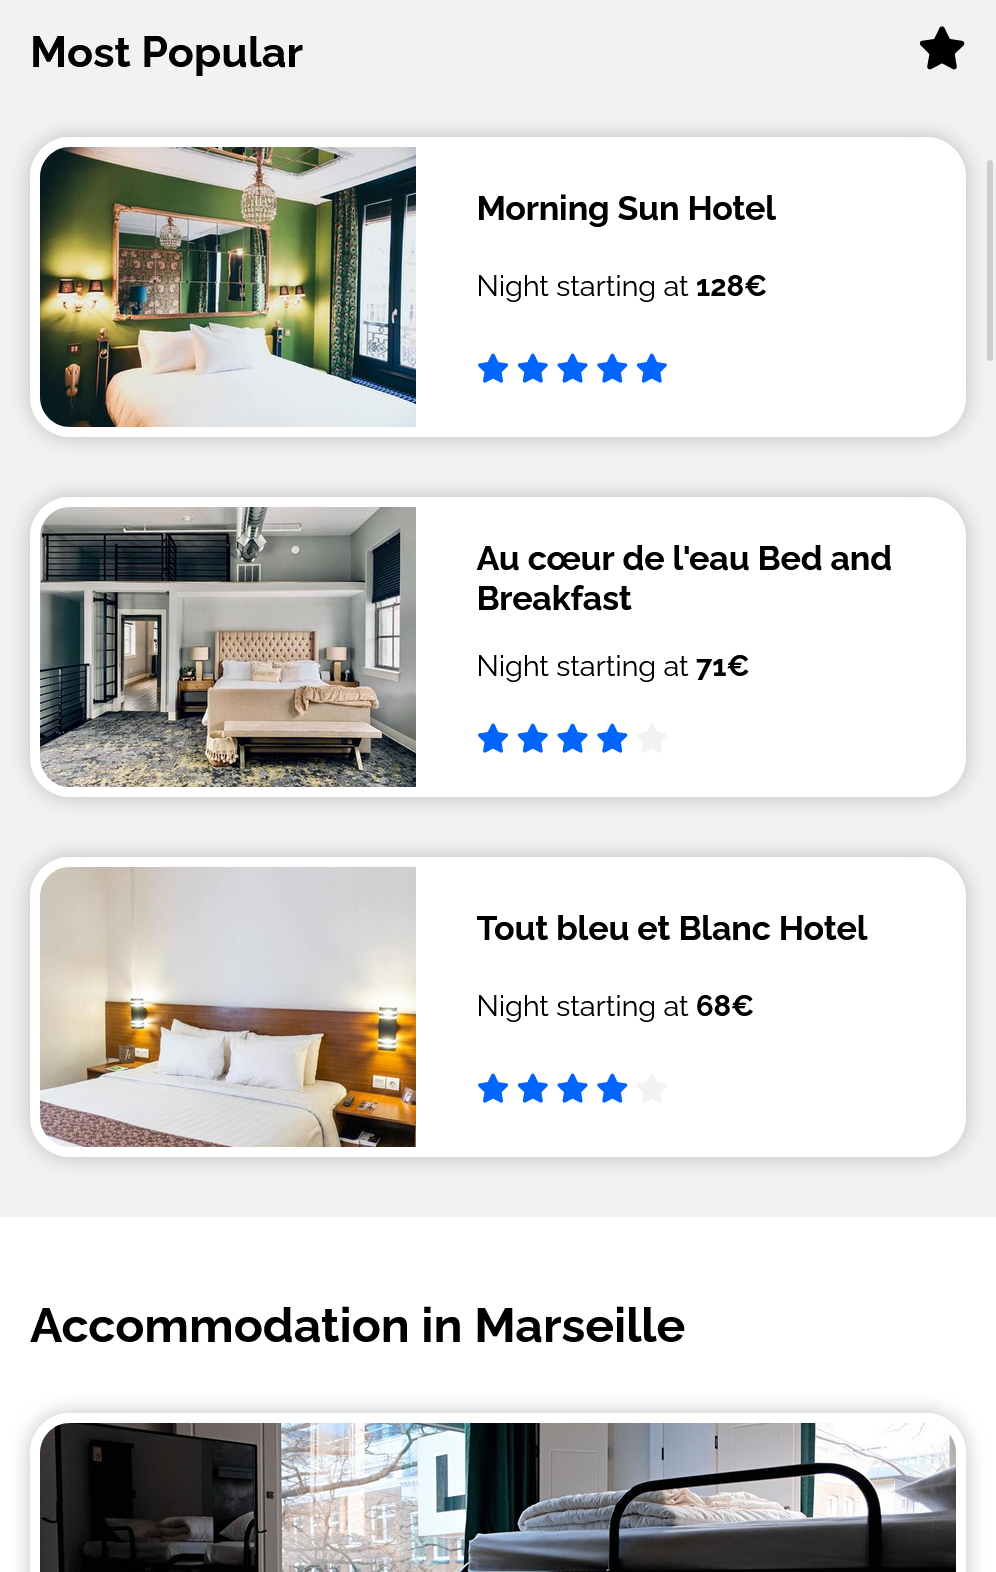 Most Popular
Morning Sun Hotel
Night starting at 128€
Au cœur de l'eau Bed and
Breakfast
Night starting at 71€
Tout bleu et Blanc Hotel
Night starting at 68€
Accommodation in Marseille